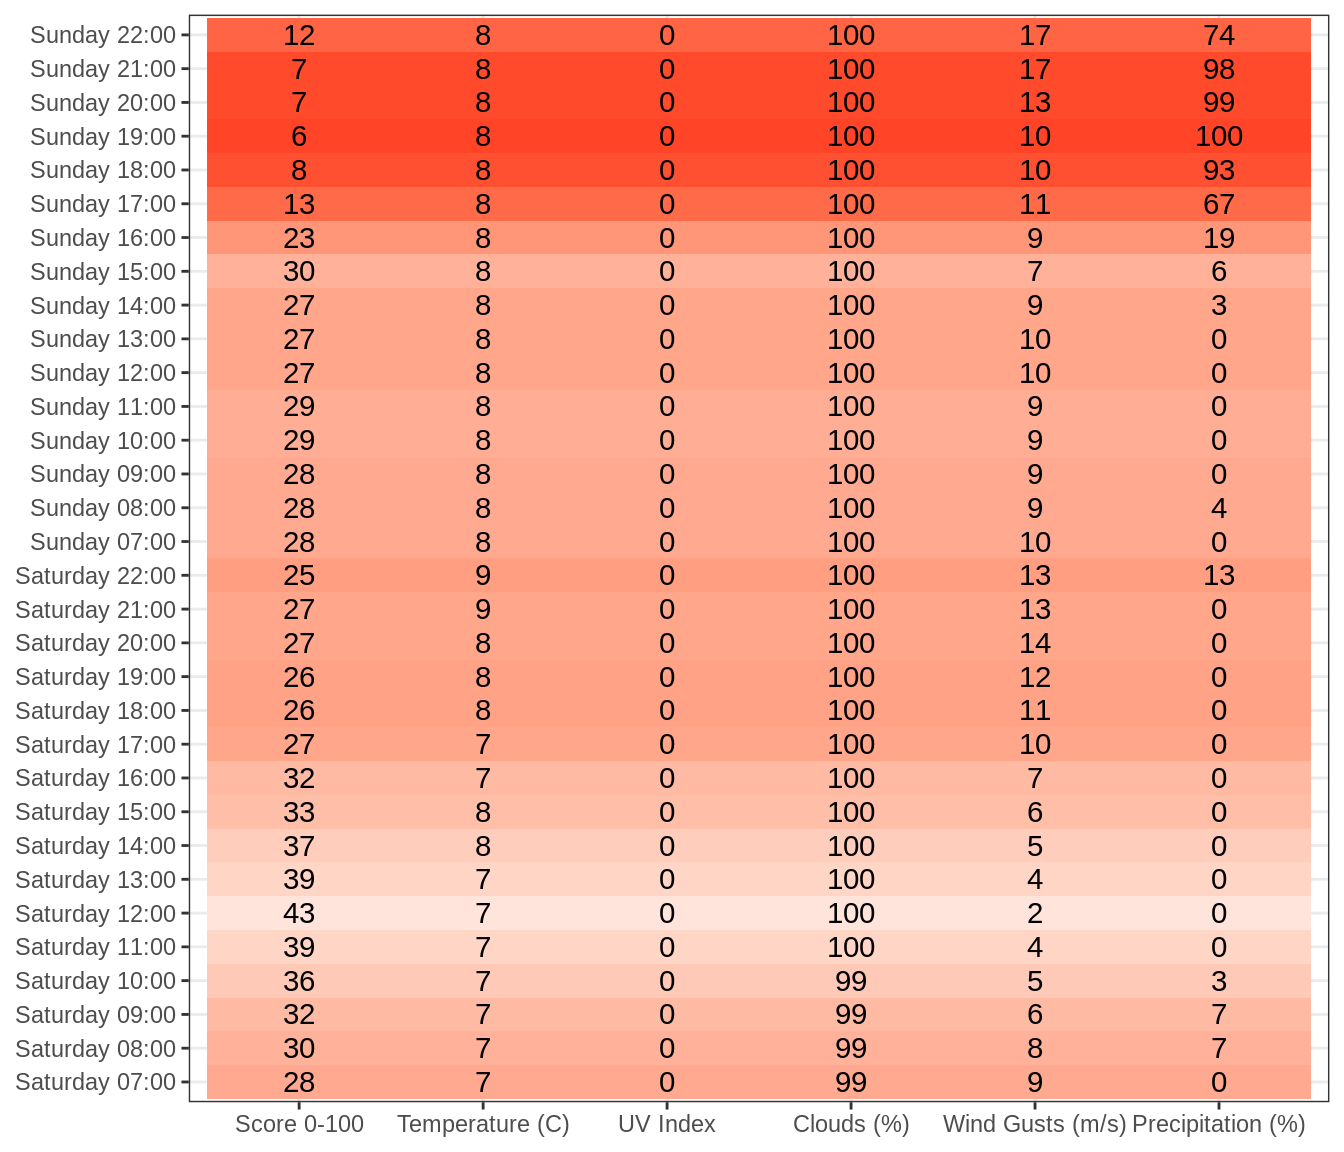 Sunday 22:00 12 8 0 100 17 74
Sunday 21:00 7 8 0 100 17 98
Sunday 20:00 7 8 0 100 13 99
Sunday 19:00 6 8 0 100 10 100
Sunday 18:00 8 8 0 100 10 93
Sunday 17:00 13 8 0 100 11 67
Sunday 16:00 23 8 0 100 9 19
Sunday 15:00 30 8 0 100 7 6
Sunday 14:00 27 8 0 100 9 3
Sunday 13:00 27 8 0 100 10 0
Sunday 12:00 27 8 0 100 10 0
Sunday 11:00 29 8 0 100 9 0
Sunday 10:00 29 8 0 100 9 0
Sunday 09:00 28 8 0 100 9 0
Sunday 08:00 28 8 0 100 9 4
Sunday 07:00 28 8 0 100 10 0
Saturday 22:00 25 9 0 100 13 13
Saturday 21:00 27 9 0 100 13 0
Saturday 20:00 27 8 0 100 14 0
Saturday 19:00 26 8 0 100 12 0
Saturday 18:00 26 8 0 100 11 0
Saturday 17:00 27 7 0 100 10 0
Saturday 16:00 32 7 0 100 7 0
Saturday 15:00 33 8 0 100 6 0
Saturday 14:00 37 8 0 100 5 0
Saturday 13:00 39 7 0 100 4 0
Saturday 12:00 43 7 0 100 2 0
Saturday 11:00 39 7 0 100 4 0
Saturday 10:00 36 7 0 99 5 3
Saturday 09:00 32 7 0 99 6 7
Saturday 08:00 30 7 0 99 8 7
Saturday 07:00 28 7 0 99 9 0
Score 0-100 Temperature (C) UV Index Clouds (%) Wind Gusts (m/s) Precipitation (%)